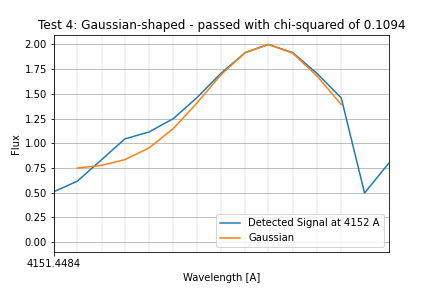 Test 4: Gaussian-shaped - passed with chi-squared of 0.1094
2.00
1.75
1.50
1.25
1.00
0.75
0.50
0.25
0.00
Flux
Detected Signal at 4152 A
Gaussian
4151.4484
Wavelength [A]